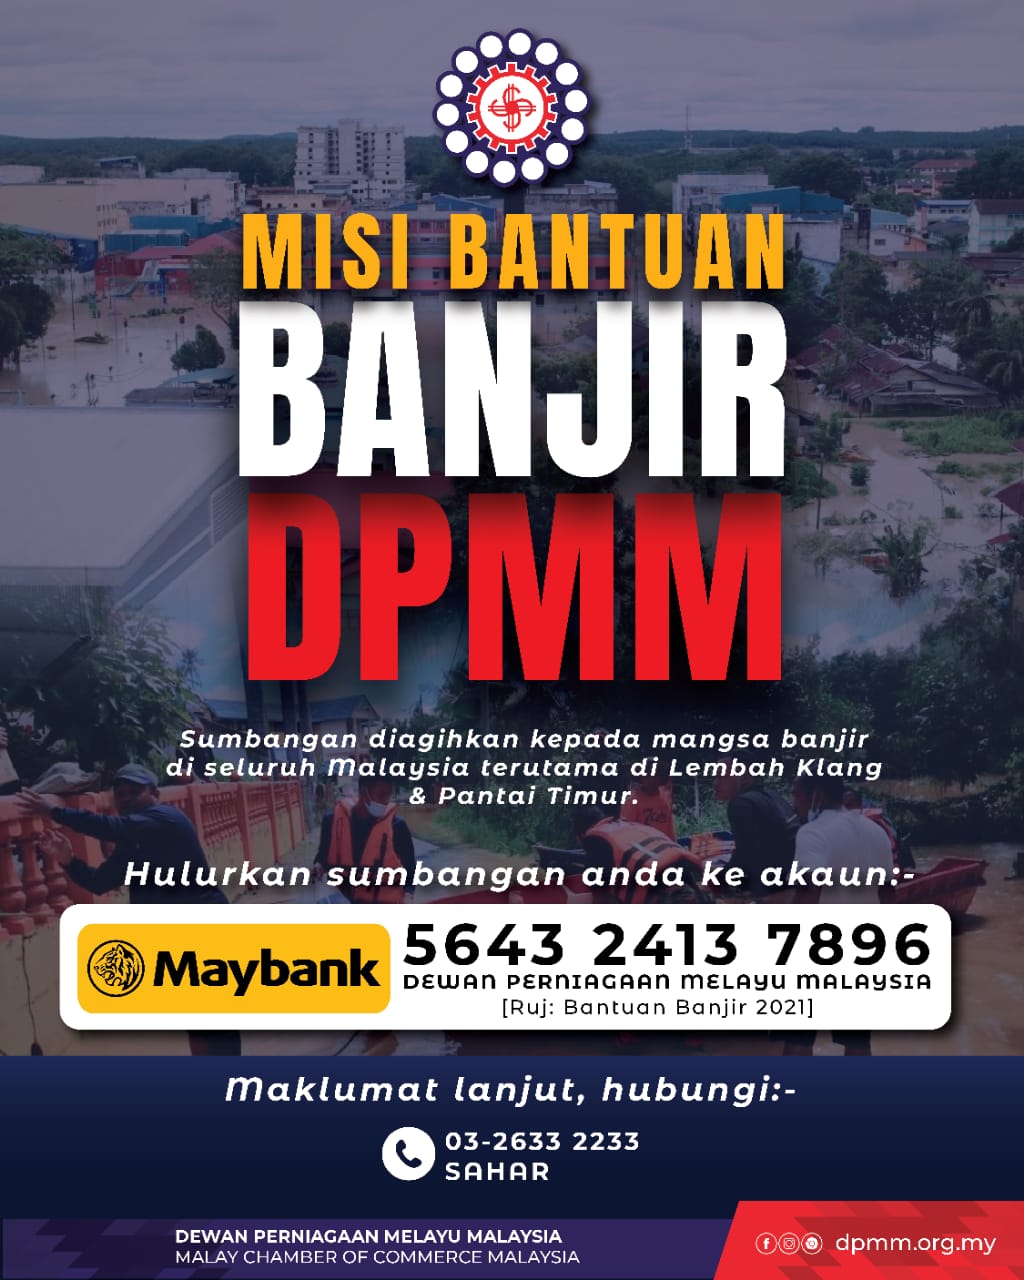 MISI BANTUAN
BANJIR
DPMM
Sumbangan diagihkan kepada mangsa banjir
di seluruh Malaysia terutama di Lembah Klang
& Pantai Timur.
Hulurkan sumbangan anda ke akaun:-
Maybank
5643 2413 7896
DEWAN PERNIAGAAN MELAYU MALAYSIA
[Ruj: Bantuan Banjir 2021]
Maklumat lanjut, hubungi:-
03-2633 2233
SAHAR
DEWAN PERNIAGAAN MELAYU MALAYSIA
MALAY CHAMBER OF COMMERCE MALAYSIA
dpmm.org.my